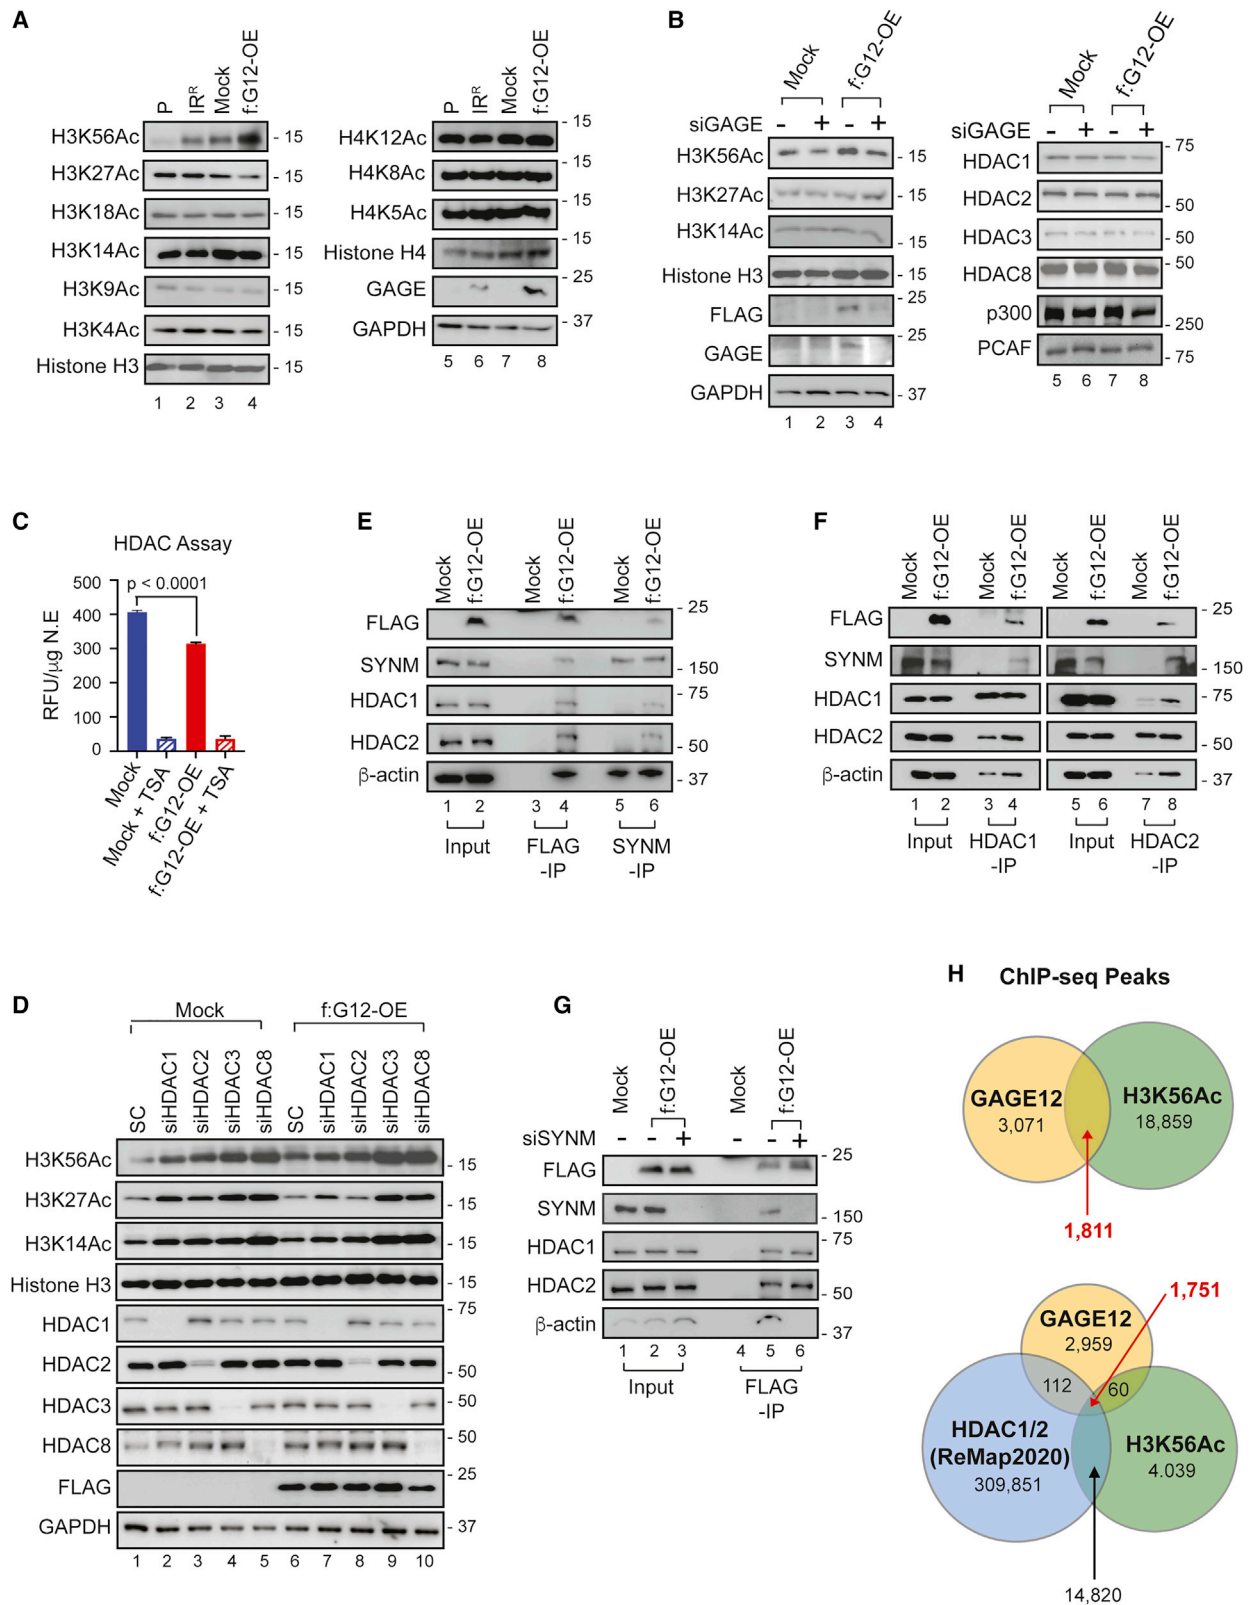 A
P
IRᴿ
Mock
f:G12-OE
H3K56Ac
- 15
H3K27Ac
- 15
H3K18Ac
- 15
H3K14Ac
- 15
H3K9Ac
- 15
H3K4Ac
- 15
Histone H3
- 15
1 2 3 4
P
IRᴿ
Mock
f:G12-OE
- 15
H4K12Ac
- 15
H4K8Ac
- 15
H4K5Ac
- 15
Histone H4
- 25
GAGE
- 37
GAPDH
5 6 7 8
B
Mock
f:G12-OE
siGAGE - + - +
H3K56Ac
- 15
H3K27Ac
- 15
H3K14Ac
- 15
Histone H3
- 15
- 25
FLAG
- 25
GAGE
GAPDH
- 37
1 2 3 4
Mock
f:G12-OE
siGAGE - + - +
- 75
HDAC1
HDAC2
- 50
HDAC3
- 50
- 50
HDAC8
p300
- 250
PCAF
- 75
5 6 7 8
C
HDAC Assay
p < 0.0001
RFU/µg N.E
500
400
300
200
100
0
Mock
Mock + TSA
f:G12-OE
f:G12-OE + TSA
E
Mock
f:G12-OE
Mock
f:G12-OE
Mock
f:G12-OE
- 25
FLAG
SYNM
- 150
- 75
HDAC1
HDAC2
- 50
β-actin
- 37
1 2 3 4 5 6
Input
FLAG
-IP
SYNM
-IP
F
Mock
f:G12-OE
Mock
f:G12-OE
Mock
f:G12-OE
Mock
f:G12-OE
- 25
FLAG
SYNM
- 150
HDAC1
- 75
HDAC2
- 50
β-actin
- 37
1 2 3 4 5 6 7 8
Input
HDAC1
-IP
Input
HDAC2
-IP
D
Mock
f:G12-OE
SC
siHDAC1
siHDAC2
siHDAC3
siHDAC8
SC
siHDAC1
siHDAC2
siHDAC3
siHDAC8
H3K56Ac
- 15
H3K27Ac
- 15
H3K14Ac
- 15
Histone H3
- 15
- 75
HDAC1
HDAC2
- 50
HDAC3
- 50
- 50
HDAC8
- 25
FLAG
GAPDH
- 37
1 2 3 4 5 6 7 8 9 10
G
Mock
f:G12-OE
Mock
f:G12-OE
siSYNM - - + - - +
- 25
FLAG
SYNM
- 150
- 75
HDAC1
HDAC2
- 50
β-actin
- 37
1 2 3 4 5 6
Input
FLAG
-IP
H
ChIP-seq Peaks
GAGE12
3,071
H3K56Ac
18,859
1,811
1,751
GAGE12
2,959
112
60
HDAC1/2
(ReMap2020)
309,851
H3K56Ac
4.039
14,820